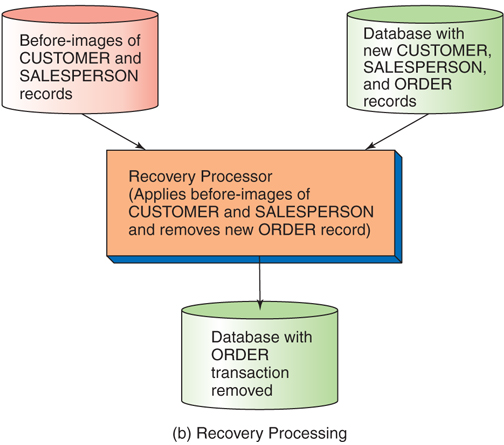 Before-images of
CUSTOMER and
SALESPERSON
records
Database with
new CUSTOMER,
SALESPERSON,
and ORDER
records
Recovery Processor
(Applies before-images of
CUSTOMER and SALESPERSON
and removes new ORDER record)
Database with
ORDER
transaction
removed
(b) Recovery Processing